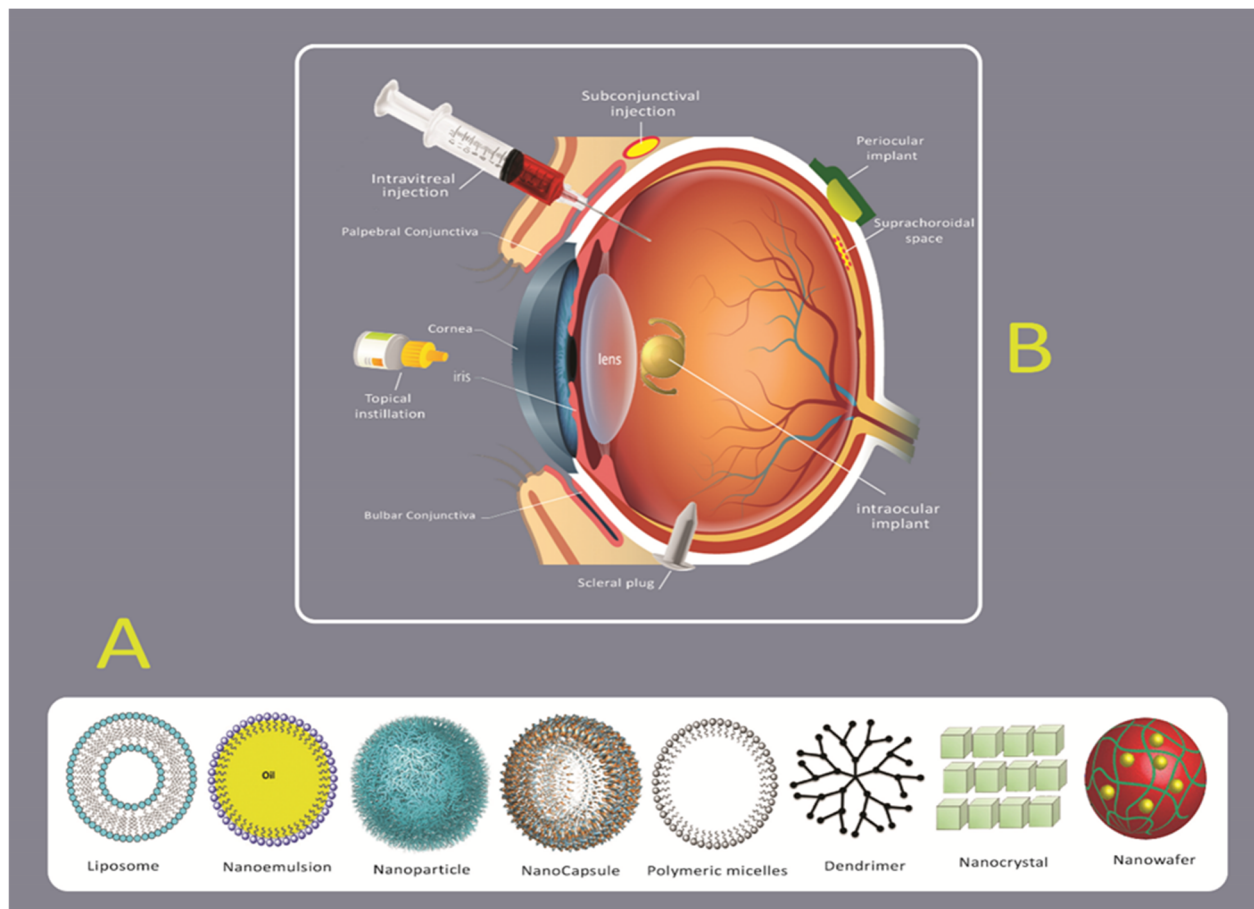 Subconjunctival
injection
Periocular
implant
Intravitreal
injection
Suprachoroidal
space
Palpebral Conjunctiva
Cornea
B
lens
iris
Topical
instillation
intraocular
implant
Bulbar Conjunctiva
Scleral plug
A
Oil
Liposome
Nanoemulsion
Nanoparticle
NanoCapsule
Polymeric micelles
Dendrimer
Nanocrystal
Nanowafer